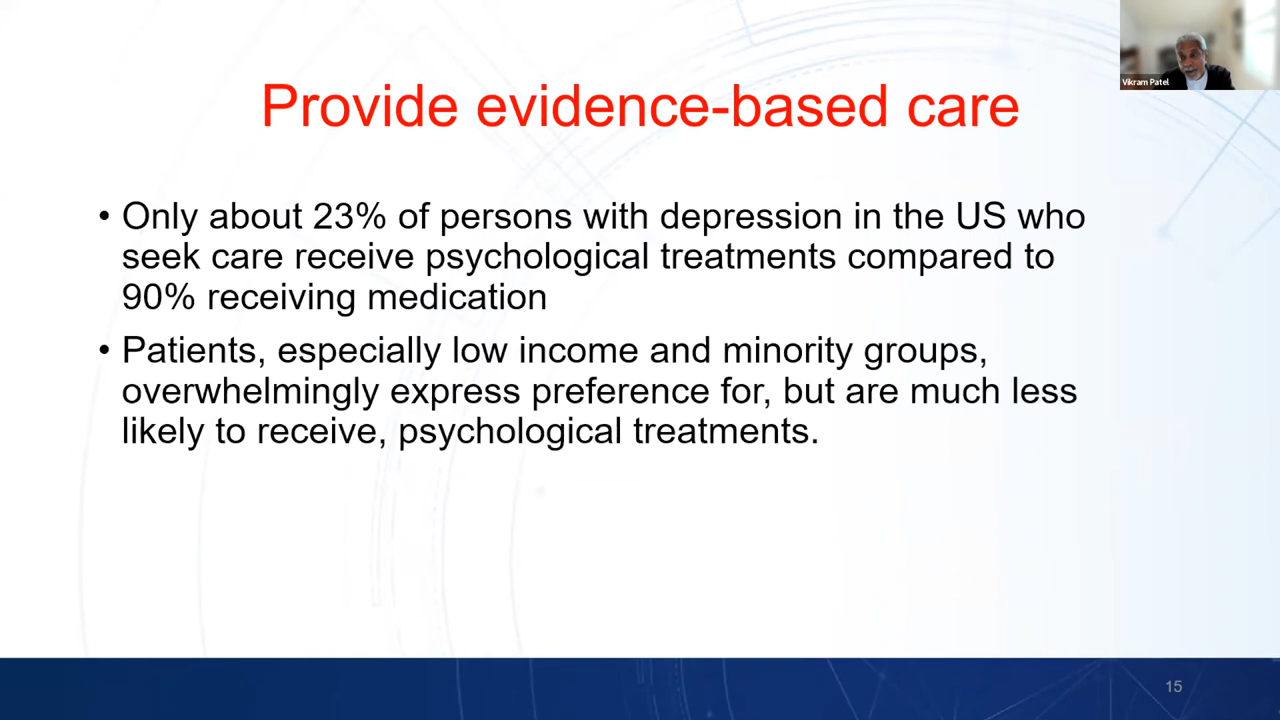 Vikram Patel
Provide evidence-based care
• Only about 23% of persons with depression in the US who
seek care receive psychological treatments compared to
90% receiving medication
• Patients, especially low income and minority groups,
overwhelmingly express preference for, but are much less
likely to receive, psychological treatments.
15